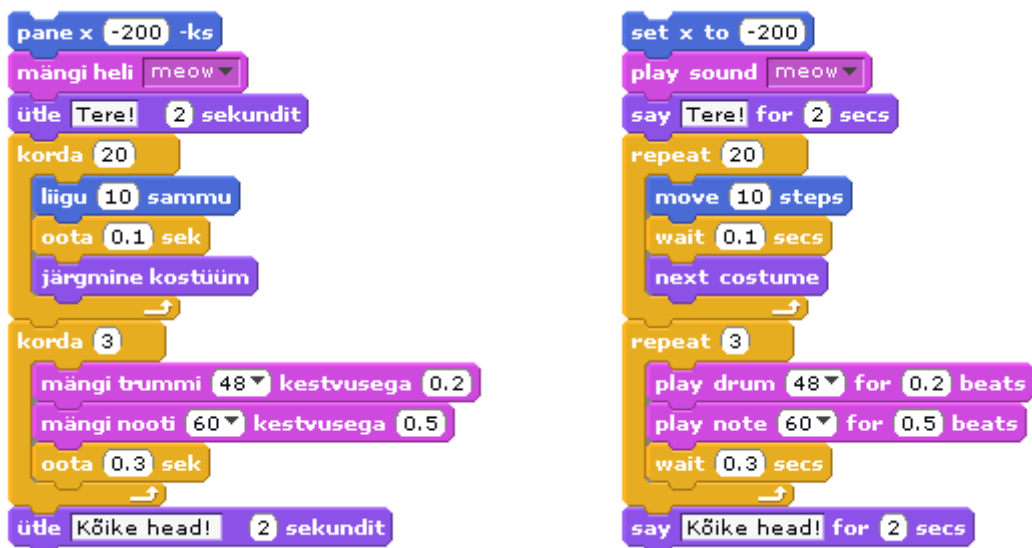 pane x -200 -ks
mängi heli meow
ütle Tere! 2 sekundit
korda 20
liigu 10 sammu
oota 0.1 sek
järgmine kostüüm
korda 3
mängi trummi 48 kestvusega 0.2
mängi nooti 60 kestvusega 0.5
oota 0.3 sek
ütle Kõike head! 2 sekundit
set x to -200
play sound meow
say Tere! for 2 secs
repeat 20
move 10 steps
wait 0.1 secs
next costume
repeat 3
play drum 48 for 0.2 beats
play note 60 for 0.5 beats
wait 0.3 secs
say Kõike head! for 2 secs